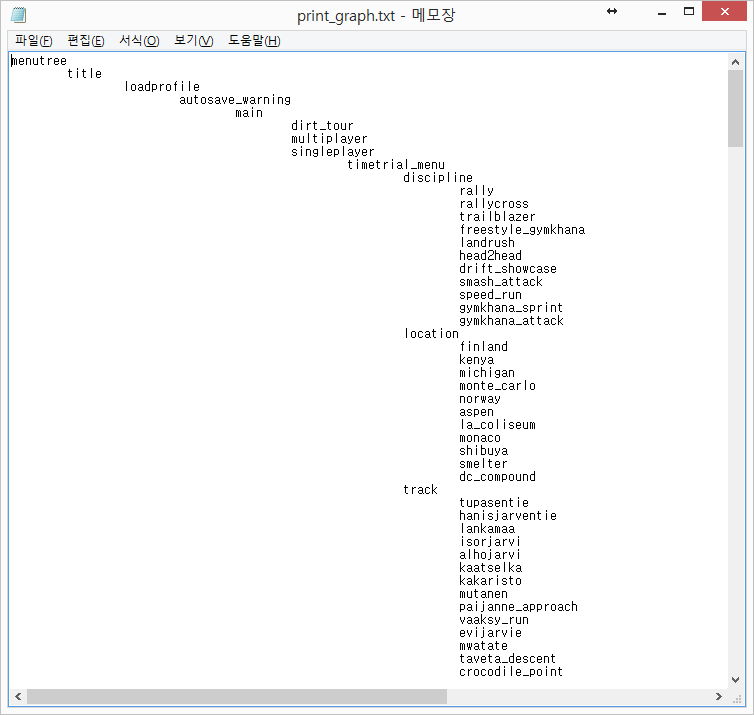 print_graph.txt - 메모장
파일(F) 편집(E) 서식(O) 보기(V) 도움말(H)
menutree
title
loadprofile
autosave_warning
main
dirt_tour
multiplayer
singleplayer
timetrial_menu
discipline
rally
rallycross
trailblazer
freestyle_gymkhana
landrush
head2head
drift_showcase
smash_attack
speed_run
gymkhana_sprint
gymkhana_attack
location
finland
kenya
michigan
monte_carlo
norway
aspen
la_coliseum
monaco
shibuya
smelter
dc_compound
track
tupasentie
hanisjarventie
lankamaa
isorjarvi
alhojarvi
kaatselka
kakaristo
mutanen
paijanne_approach
vaaksy_run
evijarvie
mwatate
taveta_descent
crocodile_point